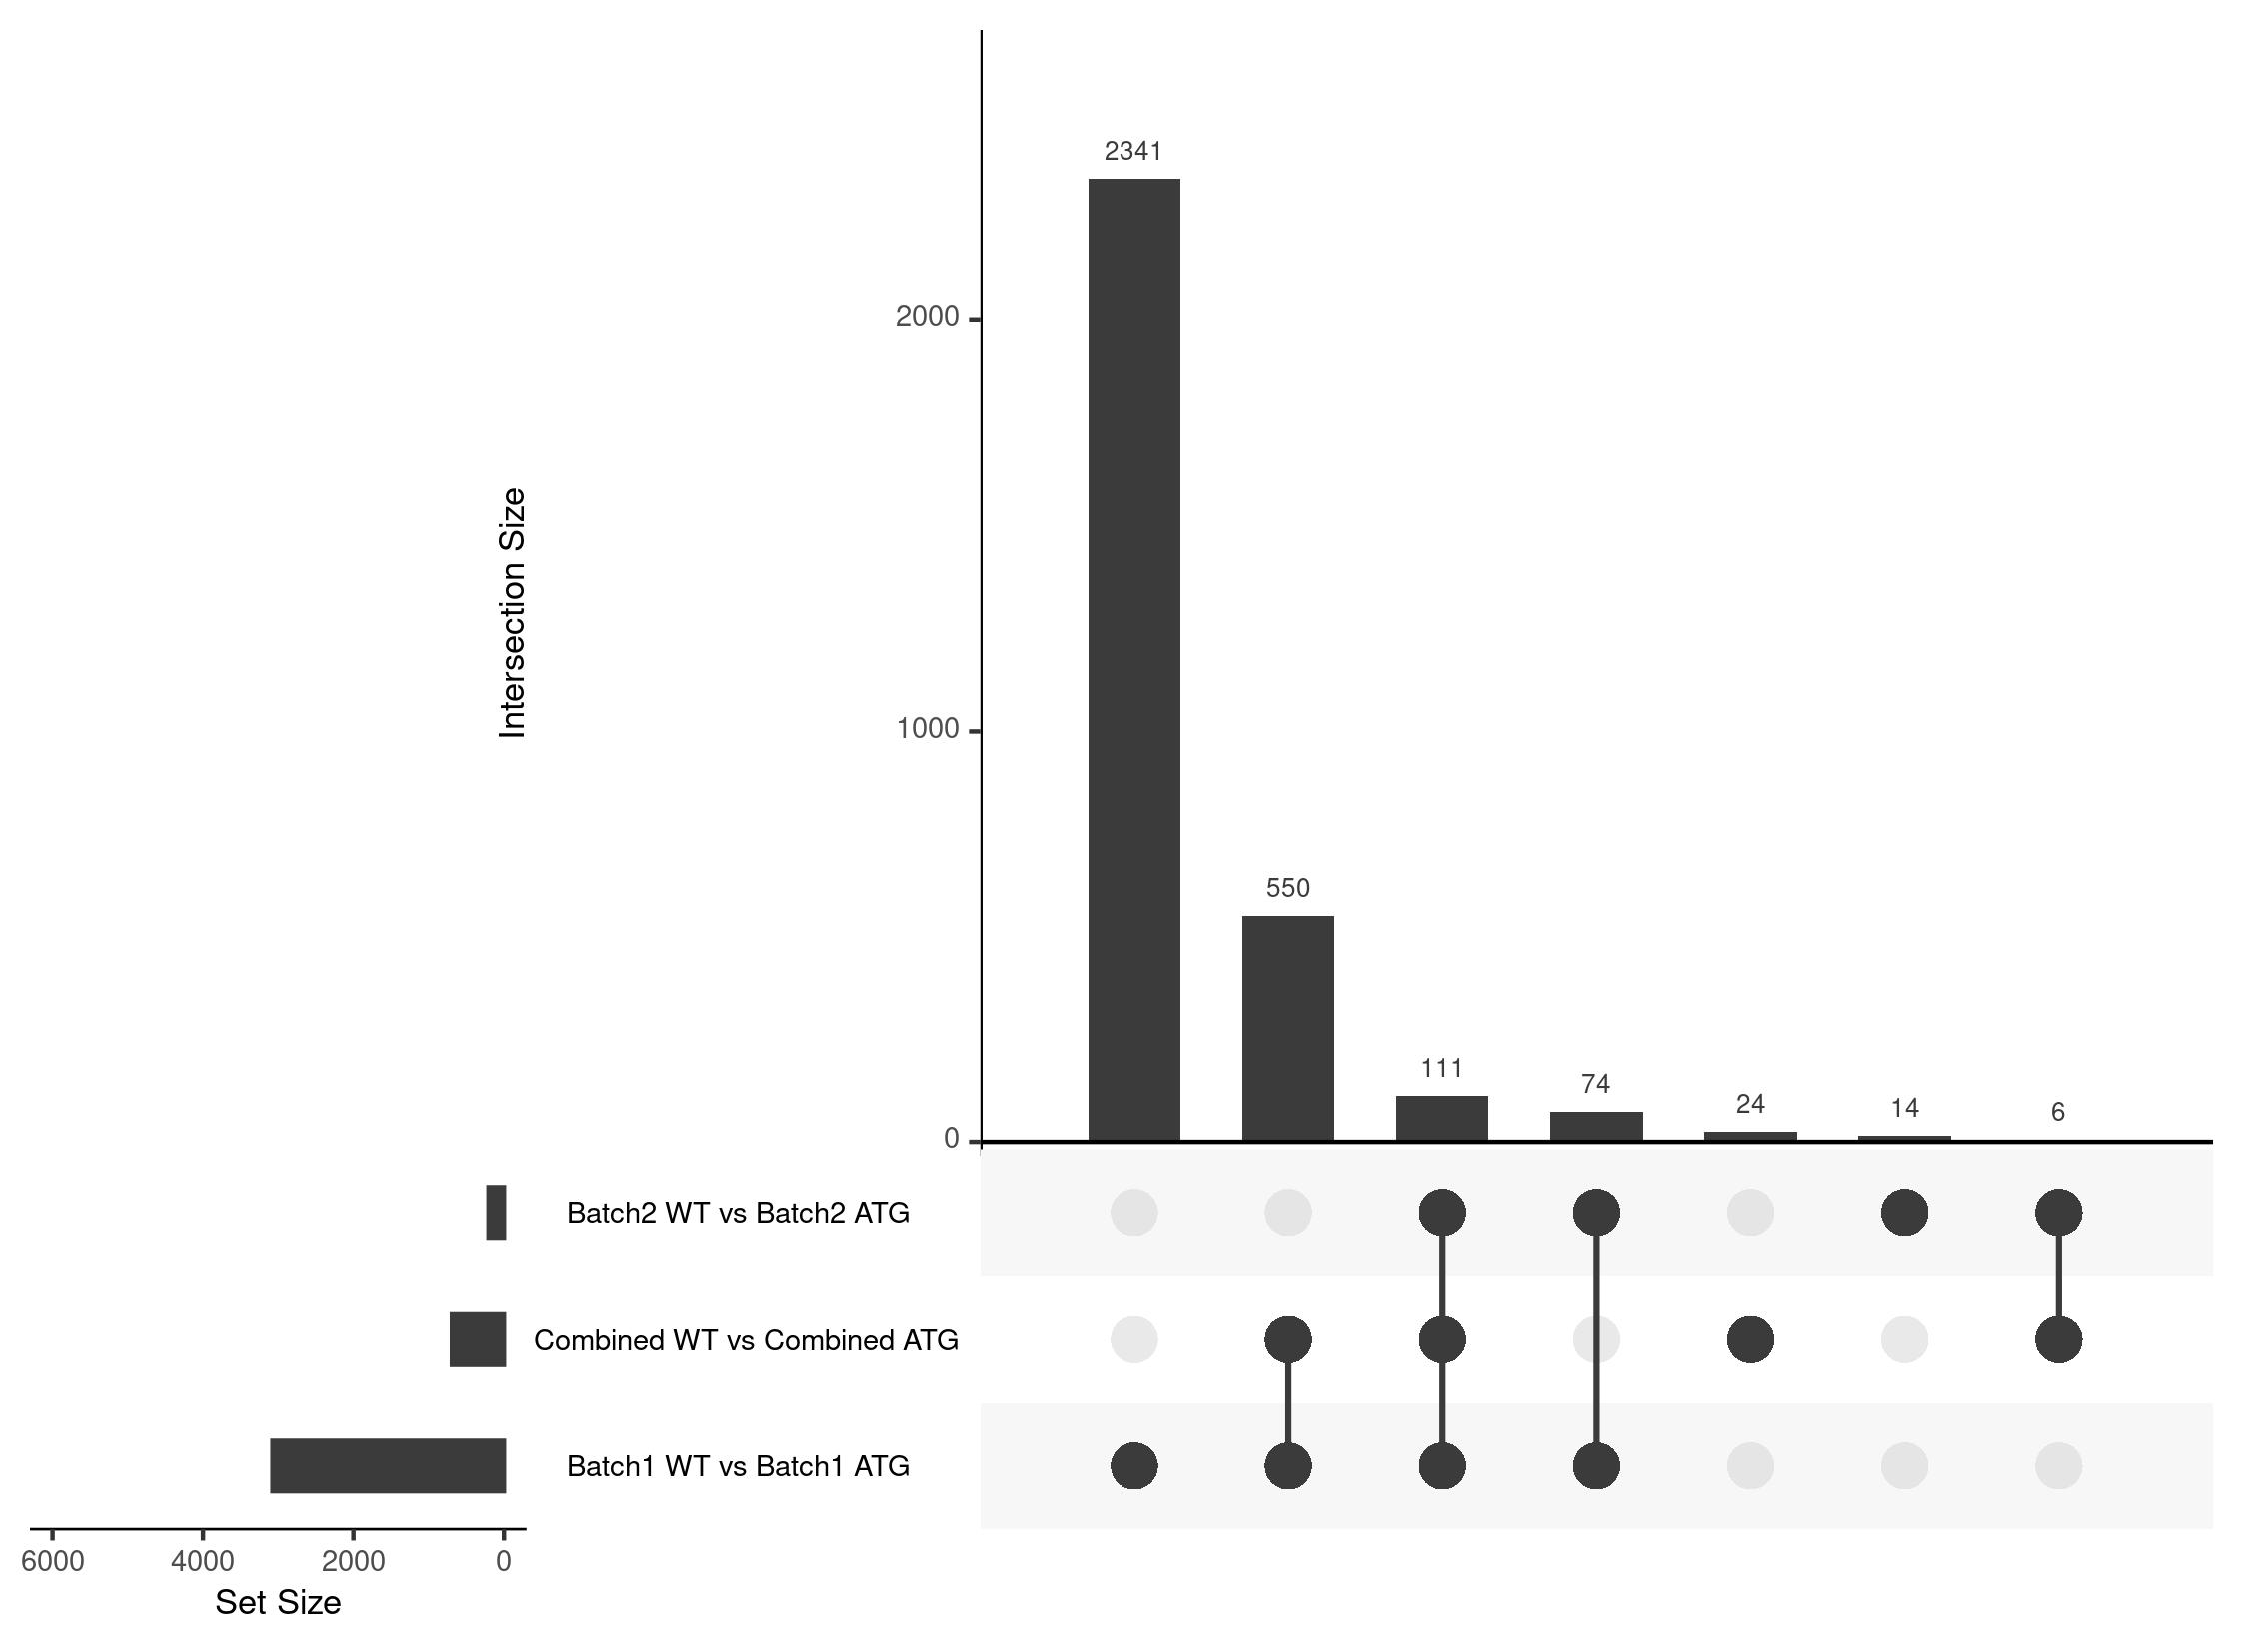 2341
2000
Intersection Size
1000
550
111
74
24
14
6
0
Batch2 WT vs Batch2 ATG
Combined WT vs Combined ATG
Batch1 WT vs Batch1 ATG
6000 4000 2000 0
Set Size